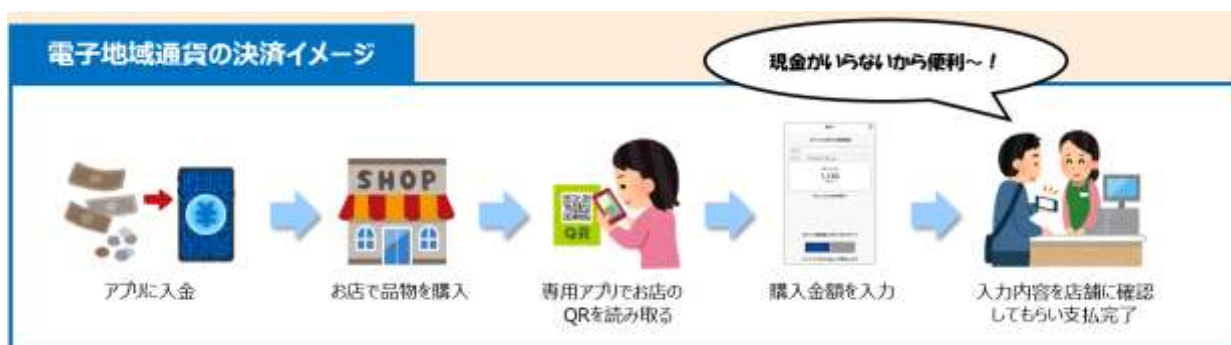 電子地域通貨の決済イメージ
現金がいらないから便利～！
SHOP
QR
アプリに入金
お店で品物を購入
専用アプリでお店の
QRを読み取る
購入金額を入力
入力内容を店舗に確認
してもらい支払完了